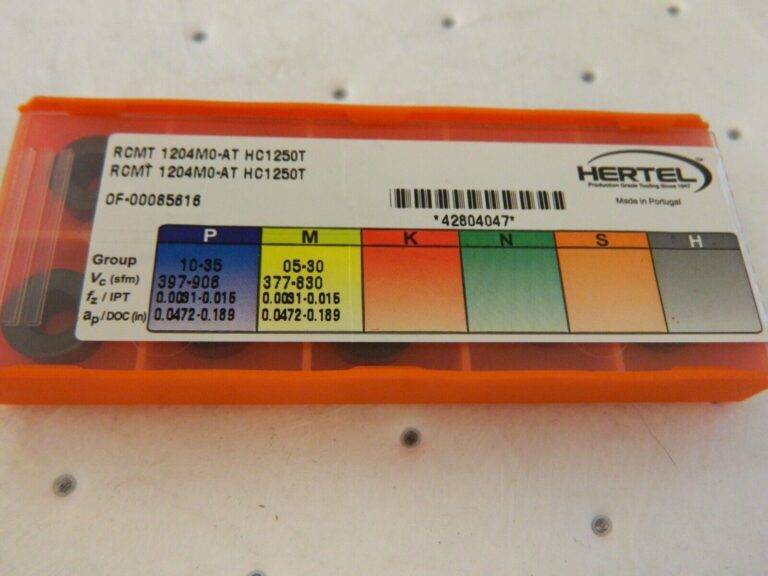 RCMT 1204M0-AT HC1250T
RCMT 1204M0-AT HC1250T
0F-00085616
HERTEL
Production Grade Tooling Since 1947
Made in Portugal
*42804047*
P M K N S H
Group 10-35 05-30
Vc (sfm) 397-906 377-830
fz / IPT 0.0031-0.015 0.0031-0.015
ap / DOC (in) 0.0472-0.189 0.0472-0.189